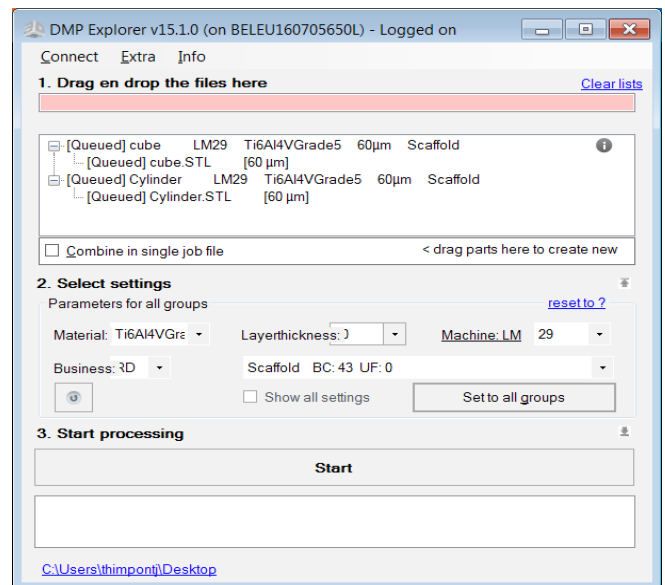 DMP Explorer v15.1.0 (on BELEU160705650L) - Logged on
Connect Extra Info
1. Drag en drop the files here Clear lists
[Queued] cube LM29 Ti6Al4VGrade5 60µm Scaffold
[Queued] cube.STL [60 µm]
[Queued] Cylinder LM29 Ti6Al4VGrade5 60µm Scaffold
[Queued] Cylinder.STL [60 µm]
Combine in single job file < drag parts here to create new
2. Select settings
Parameters for all groups reset to ?
Material: Ti6Al4VGra Layerthickness: Machine: LM 29
Business: RD Scaffold BC: 43 UF: 0
Show all settings Set to all groups
3. Start processing
Start
C:\Users\thimpontj\Desktop